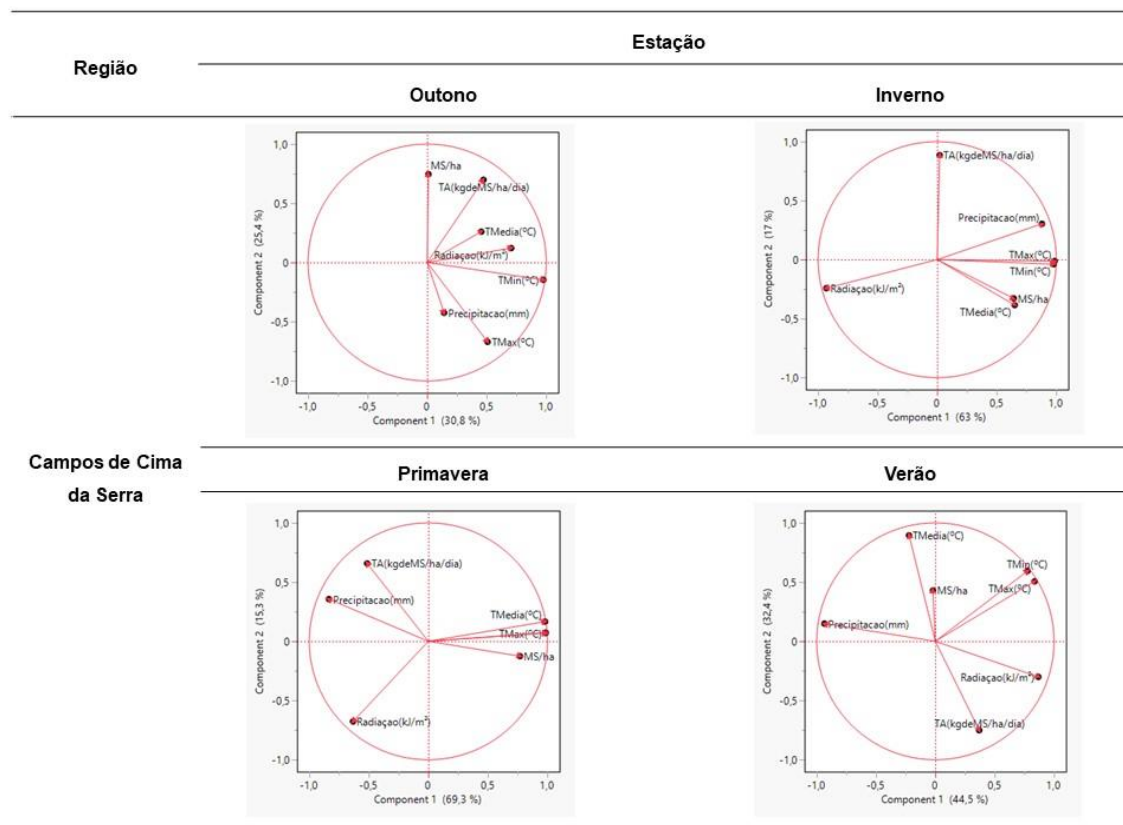 Região
Estação
Outono
Inverno
1,0
0,5
0
-0,5
-1,0
Component 2 (25,4 %)
MS/ha
TA(kgdeMS/ha/dia)
TMedia(ºC)
Radiaçao(kJ/m²)
TMin(ºC)
Precipitacao(mm)
TMax(ºC)
-1,0
-0,5
0
0,5
1,0
Component 1 (30,8 %)
1,0
0,5
0
-0,5
-1,0
Component 2 (17 %)
TA(kgdeMS/ha/dia)
Precipitacao(mm)
TMax(ºC)
TMin(ºC)
Radiaçao(kJ/m²)
MS/ha
TMedia(ºC)
-1,0
-0,5
0
0,5
1,0
Component 1 (63 %)
Campos de Cima
da Serra
Primavera
Verão
1,0
0,5
0
-0,5
-1,0
Component 2 (15,3 %)
TA(kgdeMS/ha/dia)
Precipitacao(mm)
TMedia(ºC)
TMax(ºC)
MS/ha
Radiaçao(kJ/m²)
-1,0
-0,5
0
0,5
1,0
Component 1 (69,3 %)
1,0
0,5
0
-0,5
-1,0
Component 2 (32,4 %)
TMedia(ºC)
TMin(ºC)
TMax(ºC)
MS/ha
Precipitacao(mm)
Radiaçao(kJ/m²)
TA(kgdeMS/ha/dia)
-1,0
-0,5
0
0,5
1,0
Component 1 (44,5 %)